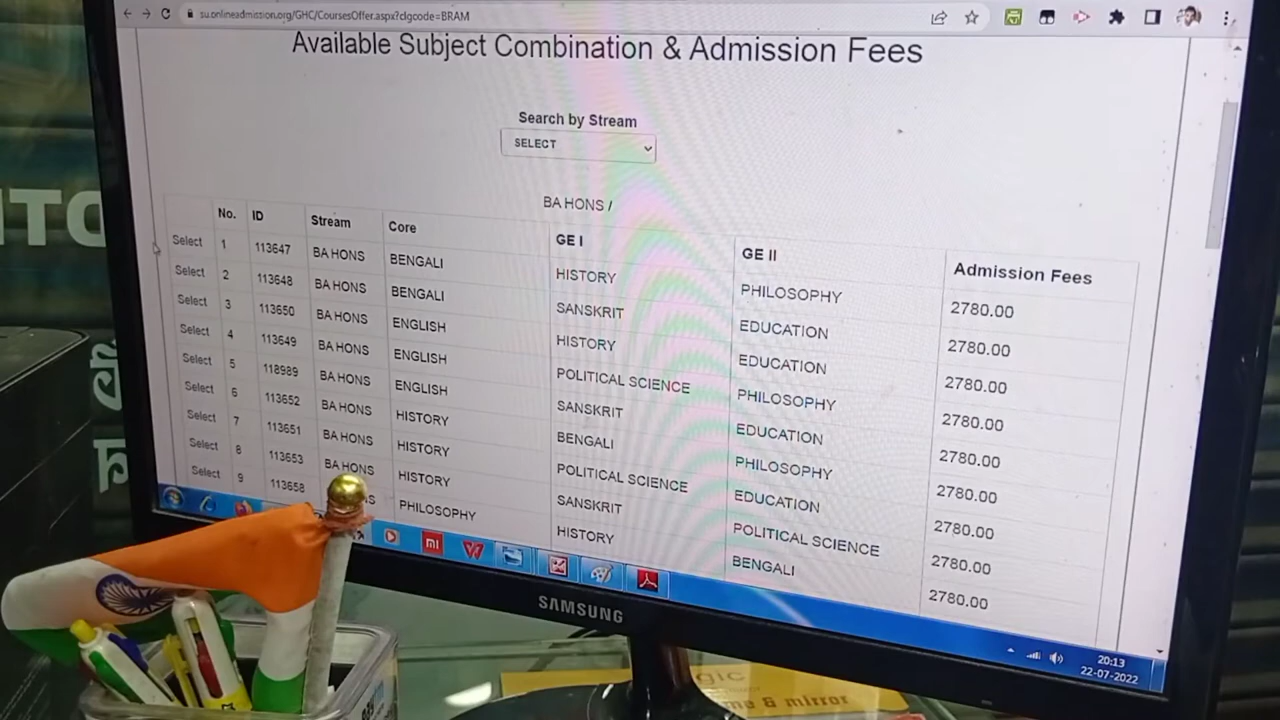 su.onlineadmission.org/GHC/CoursesOffer.aspx?clgcode=BRAM
Available Subject Combination & Admission Fees
Search by Stream
SELECT
BA HONS /
No. ID Stream Core GE I GE II Admission Fees
Select 1 113647 BA HONS BENGALI HISTORY PHILOSOPHY 2780.00
Select 2 113648 BA HONS BENGALI SANSKRIT EDUCATION 2780.00
Select 3 113650 BA HONS ENGLISH HISTORY EDUCATION 2780.00
Select 4 113649 BA HONS ENGLISH POLITICAL SCIENCE PHILOSOPHY 2780.00
Select 5 118989 BA HONS ENGLISH SANSKRIT EDUCATION 2780.00
Select 6 113652 BA HONS HISTORY BENGALI PHILOSOPHY 2780.00
Select 7 113651 BA HONS HISTORY POLITICAL SCIENCE EDUCATION 2780.00
Select 8 113653 BA HONS HISTORY SANSKRIT POLITICAL SCIENCE 2780.00
Select 9 113658 PHILOSOPHY HISTORY BENGALI 2780.00
mi
20:13
22-07-2022
SAMSUNG
& mirror